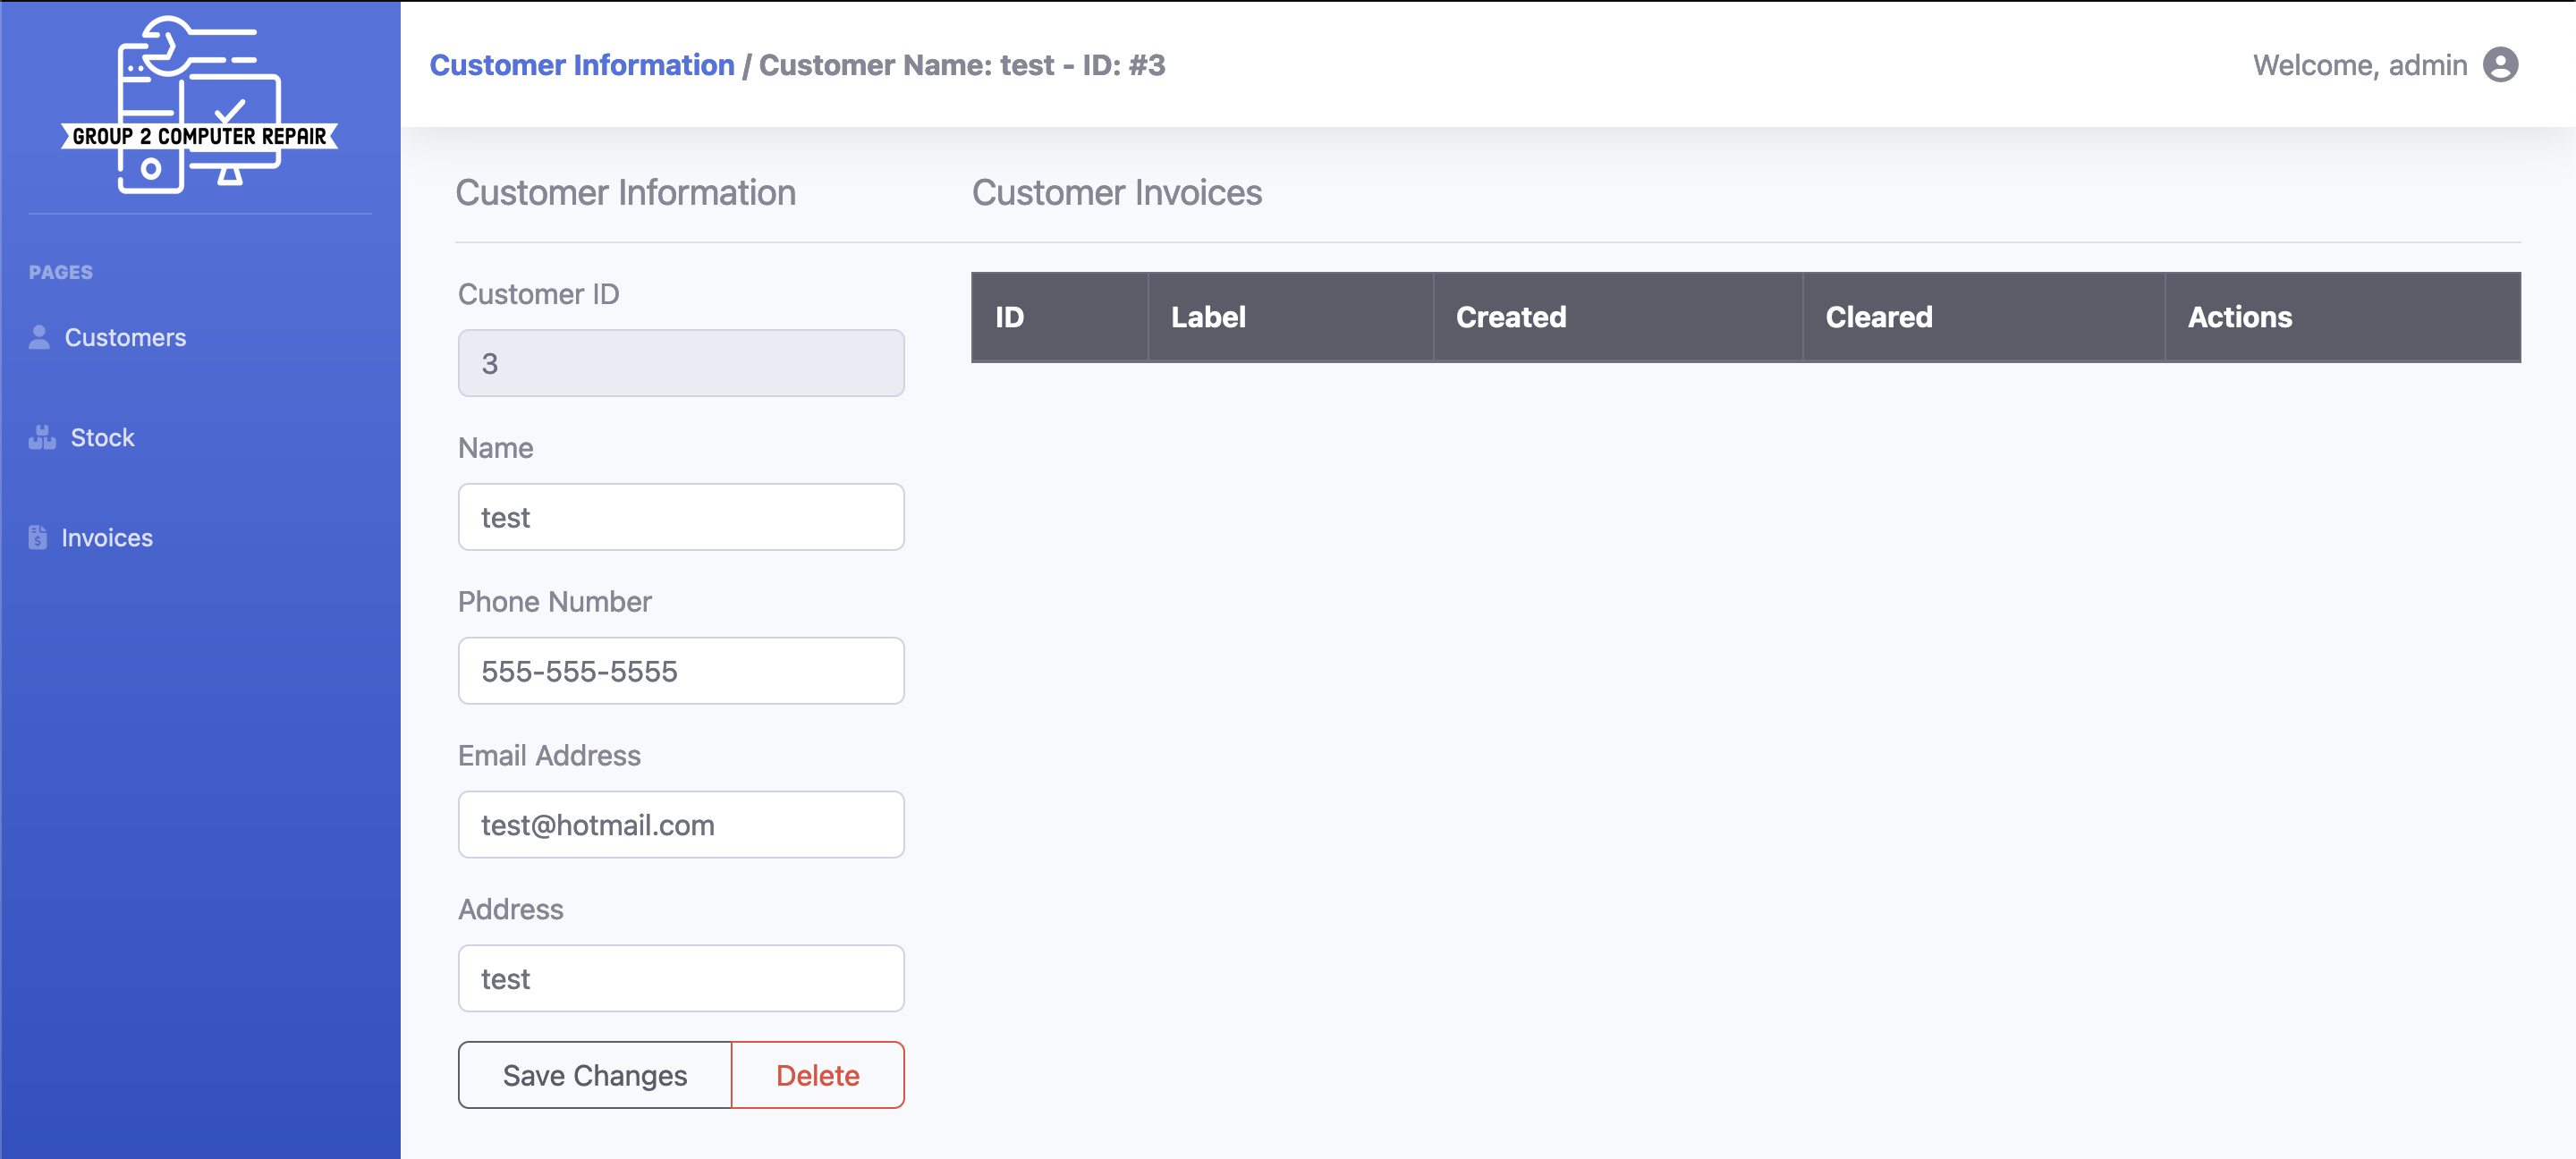 GROUP 2 COMPUTER REPAIR
PAGES
Customers
Stock
Invoices
Customer Information / Customer Name: test - ID: #3
Welcome, admin
Customer Information
Customer ID
3
Name
test
Phone Number
555-555-5555
Email Address
test@hotmail.com
Address
test
Save Changes
Delete
Customer Invoices
ID Label Created Cleared Actions